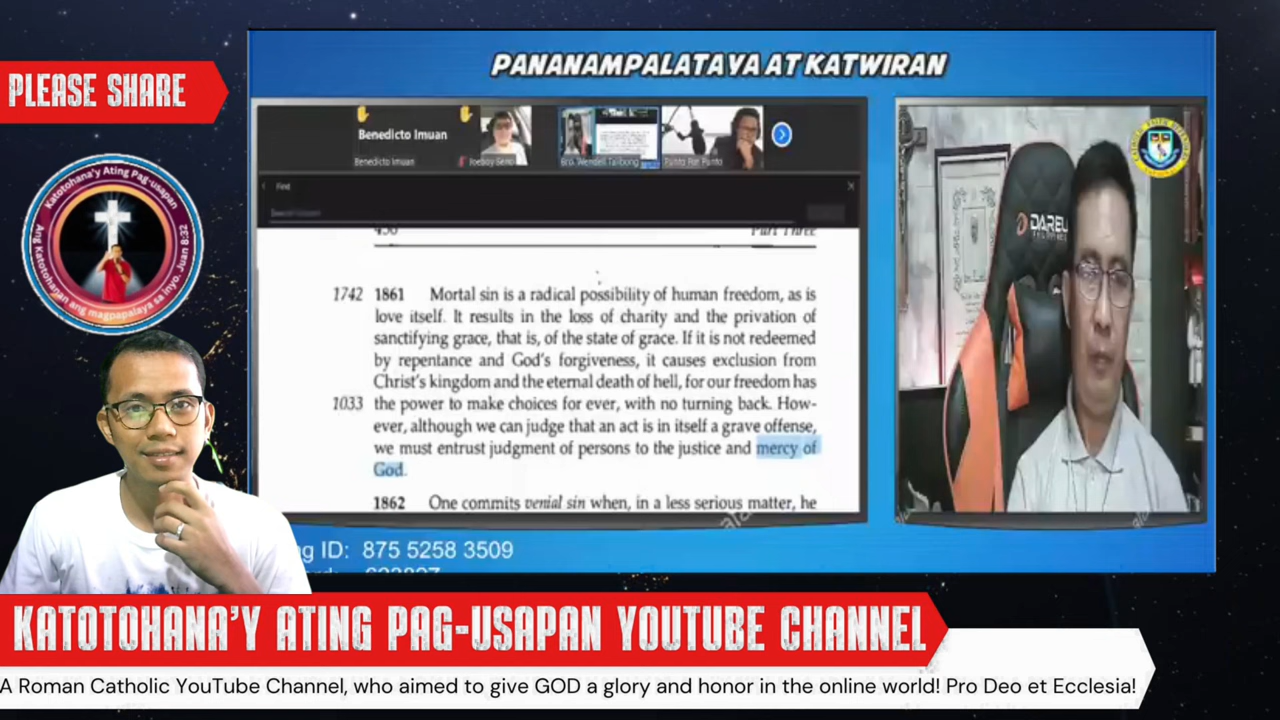 PLEASE SHARE
Katotohana'y Ating Pag-usapan
Ang Katotohanan ang magpapalaya sa inyo. Juan 8:32
PANANAMPALATAYA AT KATWIRAN
Benedicto Imuan
Benedicto Imuan
Joeboy Seno
Bro. Wendell Talibong
Punto Por Punto
Find
430
Part Three
1742 1861 Mortal sin is a radical possibility of human freedom, as is
love itself. It results in the loss of charity and the privation of
sanctifying grace, that is, of the state of grace. If it is not redeemed
by repentance and God's forgiveness, it causes exclusion from
Christ's kingdom and the eternal death of hell, for our freedom has
1033 the power to make choices for ever, with no turning back. How-
ever, although we can judge that an act is in itself a grave offense,
we must entrust judgment of persons to the justice and mercy of
God.
1862 One commits venial sin when, in a less serious matter, he
DAREU
PHILIPPINES
g ID: 875 5258 3509
KATOTOHANA'Y ATING PAG-USAPAN YOUTUBE CHANNEL
A Roman Catholic YouTube Channel, who aimed to give GOD a glory and honor in the online world! Pro Deo et Ecclesia!